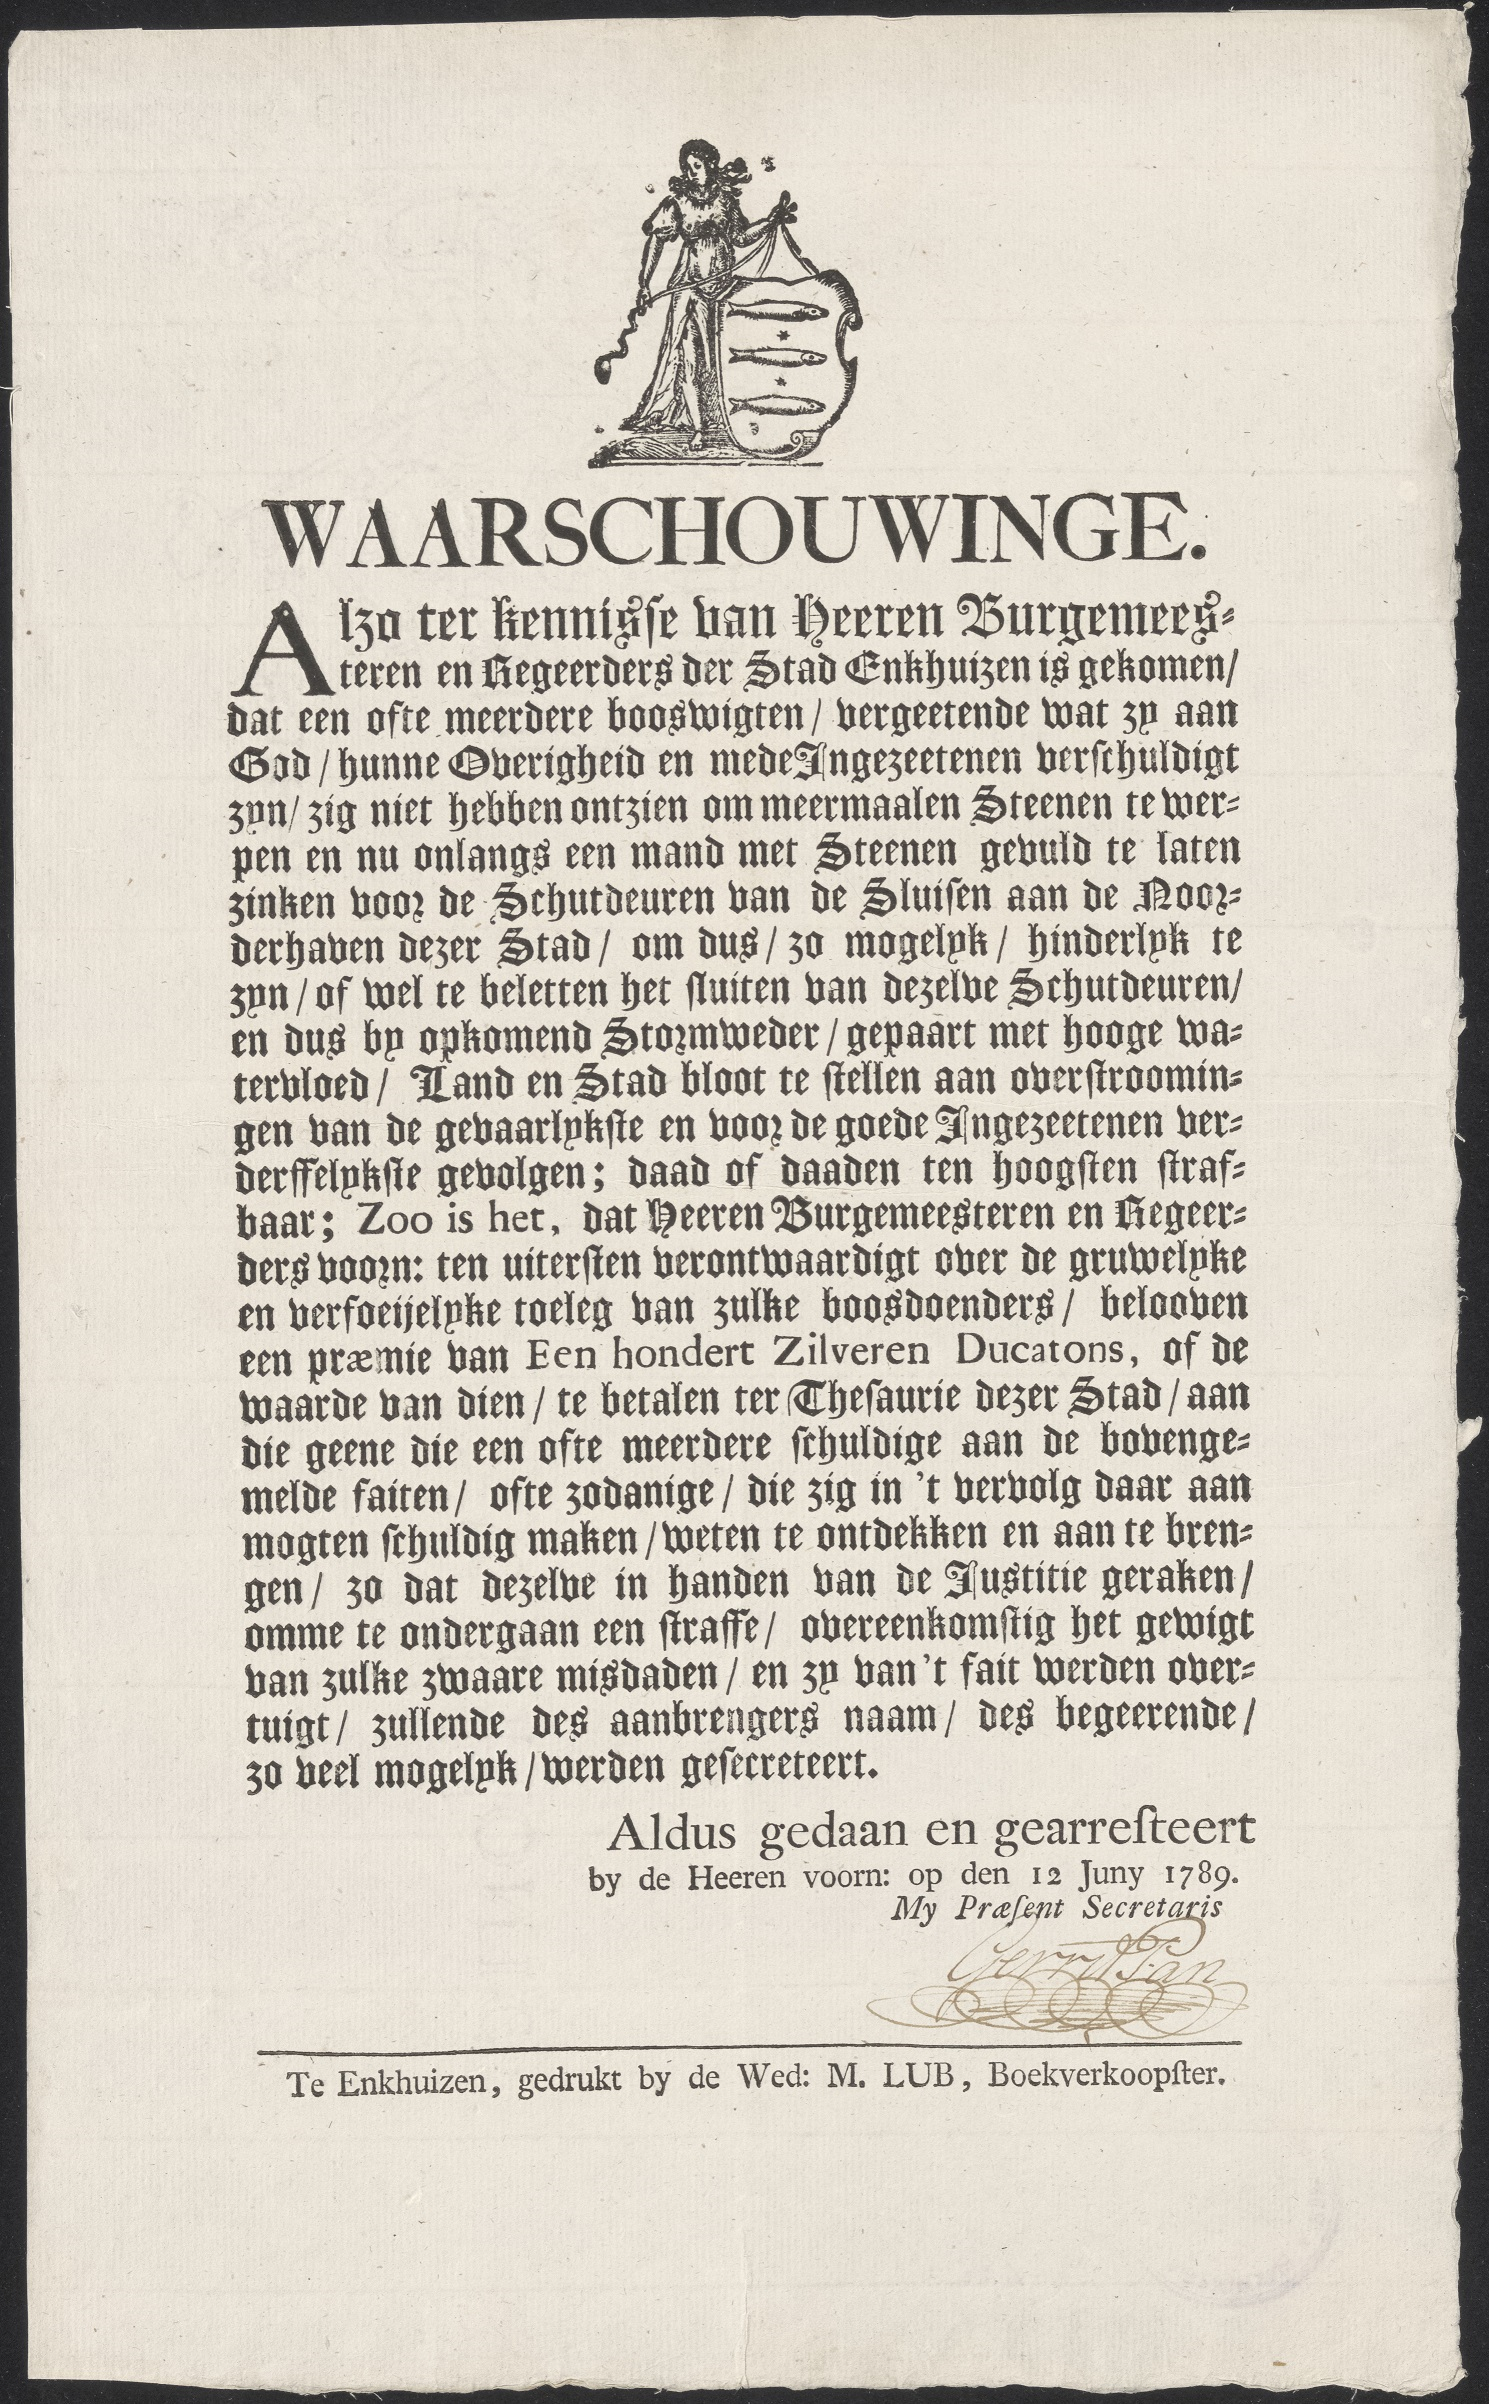 WAARSCHOUWINGE.
Alzo ter kennisse van Heeren Burgemees-
teren en Regeerders der Stad Enkhuizen is gekomen/
dat een ofte meerdere booswigten/ vergeetende wat zy aan
God/ hunne Overigheid en mede Ingezeetenen verschuldigt
zyn/ zig niet hebben ontzien om meermaalen Steenen te wer-
pen en nu onlangs een mand met Steenen gevuld te laten
zinken voor de Schutdeuren van de Sluisen aan de Noor-
derhaven dezer Stad/ om dus/ zo mogelyk/ hinderlyk te
zyn/ of wel te beletten het sluiten van dezelve Schutdeuren/
en dus by opkomend Stormweder/ gepaart met hooge wa-
tervloed/ Land en Stad bloot te stellen aan overstroomin-
gen van de gevaarlykste en voor de goede Ingezeetenen ver-
derffelykste gevolgen; daad of daaden ten hoogsten straf-
baar; Zoo is het, dat Heeren Burgemeesteren en Regeer-
ders voorn: ten uitersten verontwaardigt over de gruwelyke
en verfoeijelyke toeleg van zulke boosdoenders/ belooven
een præmie van Een hondert Zilveren Ducatons, of de
waarde van dien/ te betalen ter Thesaurie dezer Stad/ aan
die geene die een ofte meerdere schuldige aan de bovenge-
melde faiten/ ofte zodanige/ die zig in 't vervolg daar aan
mogten schuldig maken/ weten te ontdekken en aan te bren-
gen/ zo dat dezelve in handen van de Justitie geraken/
omme te ondergaan een straffe/ overeenkomstig het gewigt
van zulke zwaare misdaden/ en zy van 't fait werden over-
tuigt/ zullende des aanbrengers naam/ des begeerende/
zo veel mogelyk/ werden gesecreteert.
Aldus gedaan en gearreſteert
by de Heeren voorn: op den 12 Juny 1789.
My Præſent Secretaris
Gerrit Pan
Te Enkhuizen, gedrukt by de Wed: M. LUB, Boekverkoopſter.